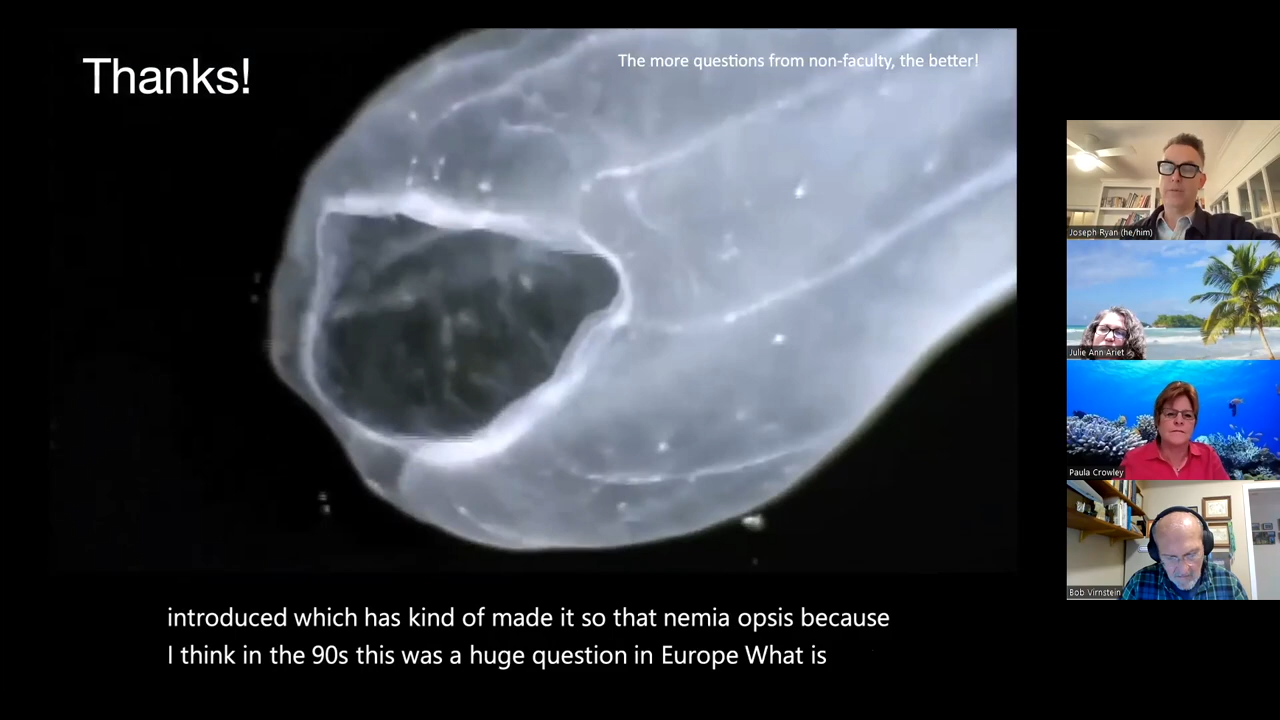 Thanks!
The more questions from non-faculty, the better!
Joseph Ryan (he/him)
Julie Ann Ariet
Paula Crowley
Bob Virnstein
introduced which has kind of made it so that nemia opsis because
I think in the 90s this was a huge question in Europe What is